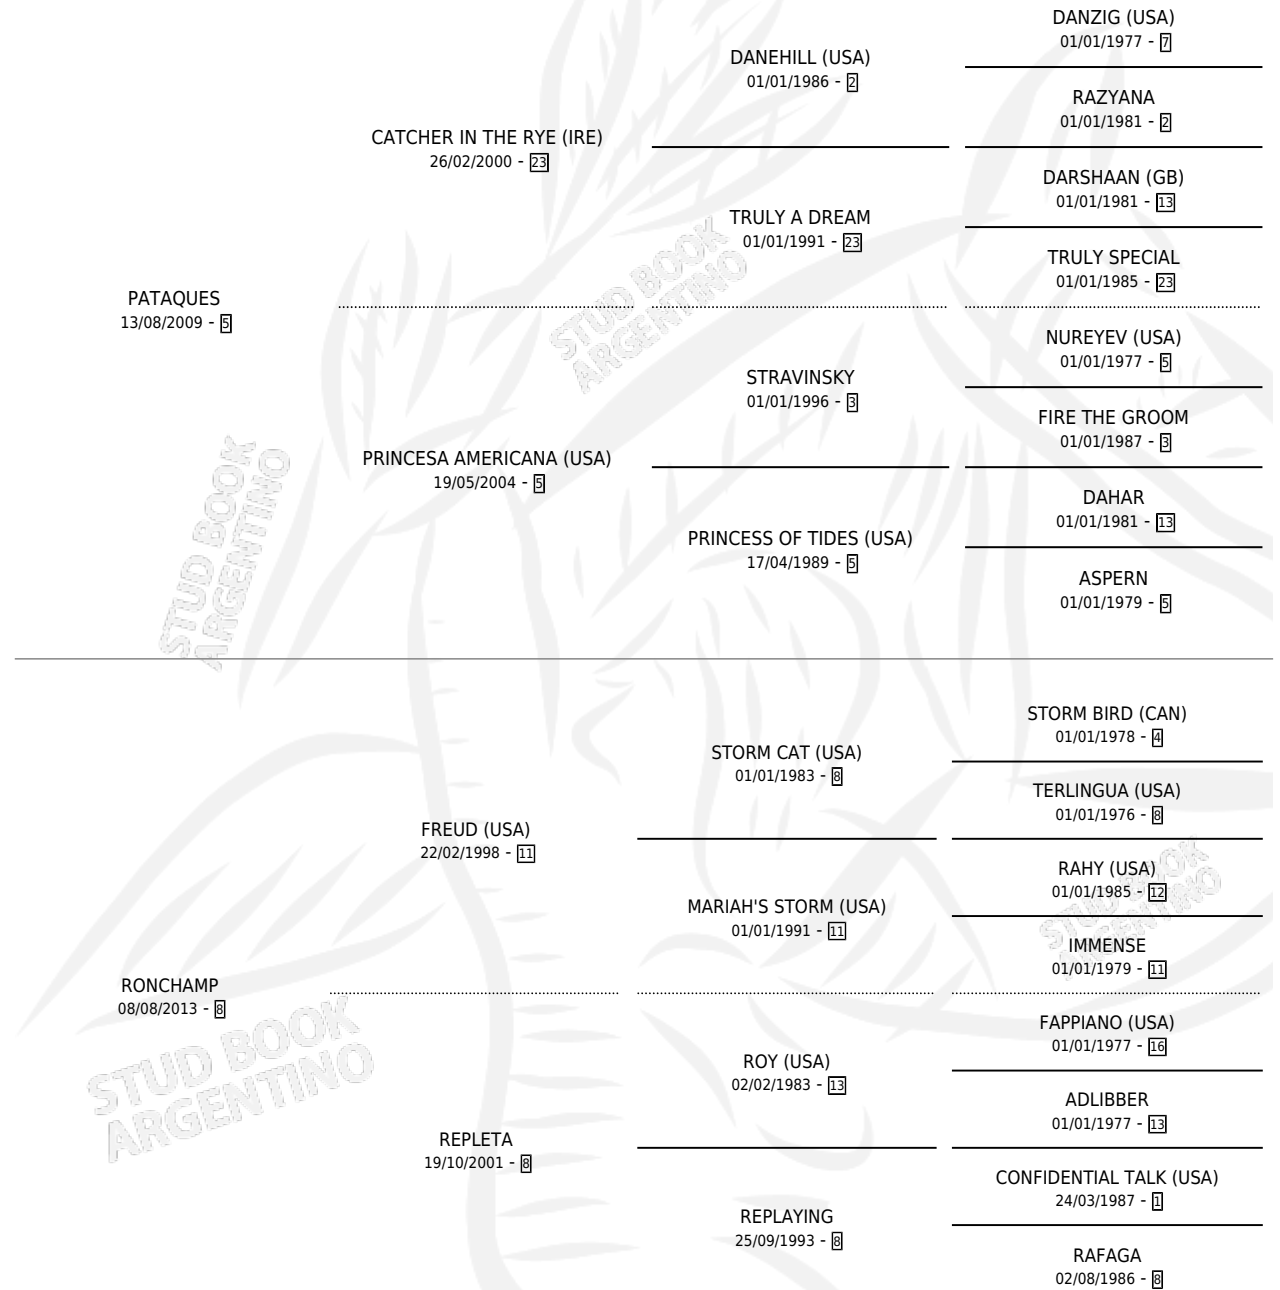 DANZIG (USA)
01/01/1977 - 7
DANEHILL (USA)
01/01/1986 - 2
RAZYANA
01/01/1981 - 2
CATCHER IN THE RYE (IRE)
26/02/2000 - 23
DARSHAAN (GB)
01/01/1981 - 13
TRULY A DREAM
01/01/1991 - 23
TRULY SPECIAL
01/01/1985 - 23
PATAQUES
13/08/2009 - 5
NUREYEV (USA)
01/01/1977 - 5
STRAVINSKY
01/01/1996 - 3
FIRE THE GROOM
01/01/1987 - 3
PRINCESA AMERICANA (USA)
19/05/2004 - 5
DAHAR
01/01/1981 - 13
PRINCESS OF TIDES (USA)
17/04/1989 - 5
ASPERN
01/01/1979 - 5
STORM BIRD (CAN)
01/01/1978 - 4
STORM CAT (USA)
01/01/1983 - 8
TERLINGUA (USA)
01/01/1976 - 8
FREUD (USA)
22/02/1998 - 11
RAHY (USA)
01/01/1985 - 12
MARIAH'S STORM (USA)
01/01/1991 - 11
IMMENSE
01/01/1979 - 11
RONCHAMP
08/08/2013 - 8
FAPPIANO (USA)
01/01/1977 - 16
ROY (USA)
02/02/1983 - 13
ADLIBBER
01/01/1977 - 13
REPLETA
19/10/2001 - 8
CONFIDENTIAL TALK (USA)
24/03/1987 - 1
REPLAYING
25/09/1993 - 8
RAFAGA
02/08/1986 - 8
STUD BOOK
ARGENTINO
STUD BOOK
ARGENTINO
STUD BOOK
ARGENTINO
STUD BOOK
ARGENTINO